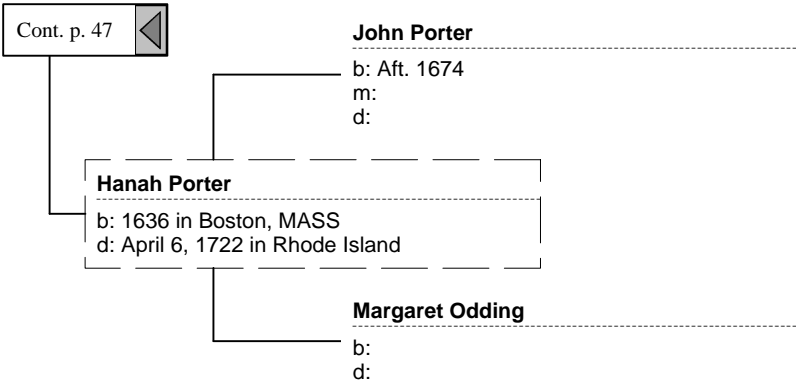 Cont. p. 47
John Porter
b: Aft. 1674
m:
d:
Hanah Porter
b: 1636 in Boston, MASS
d: April 6, 1722 in Rhode Island
Margaret Odding
b:
d: